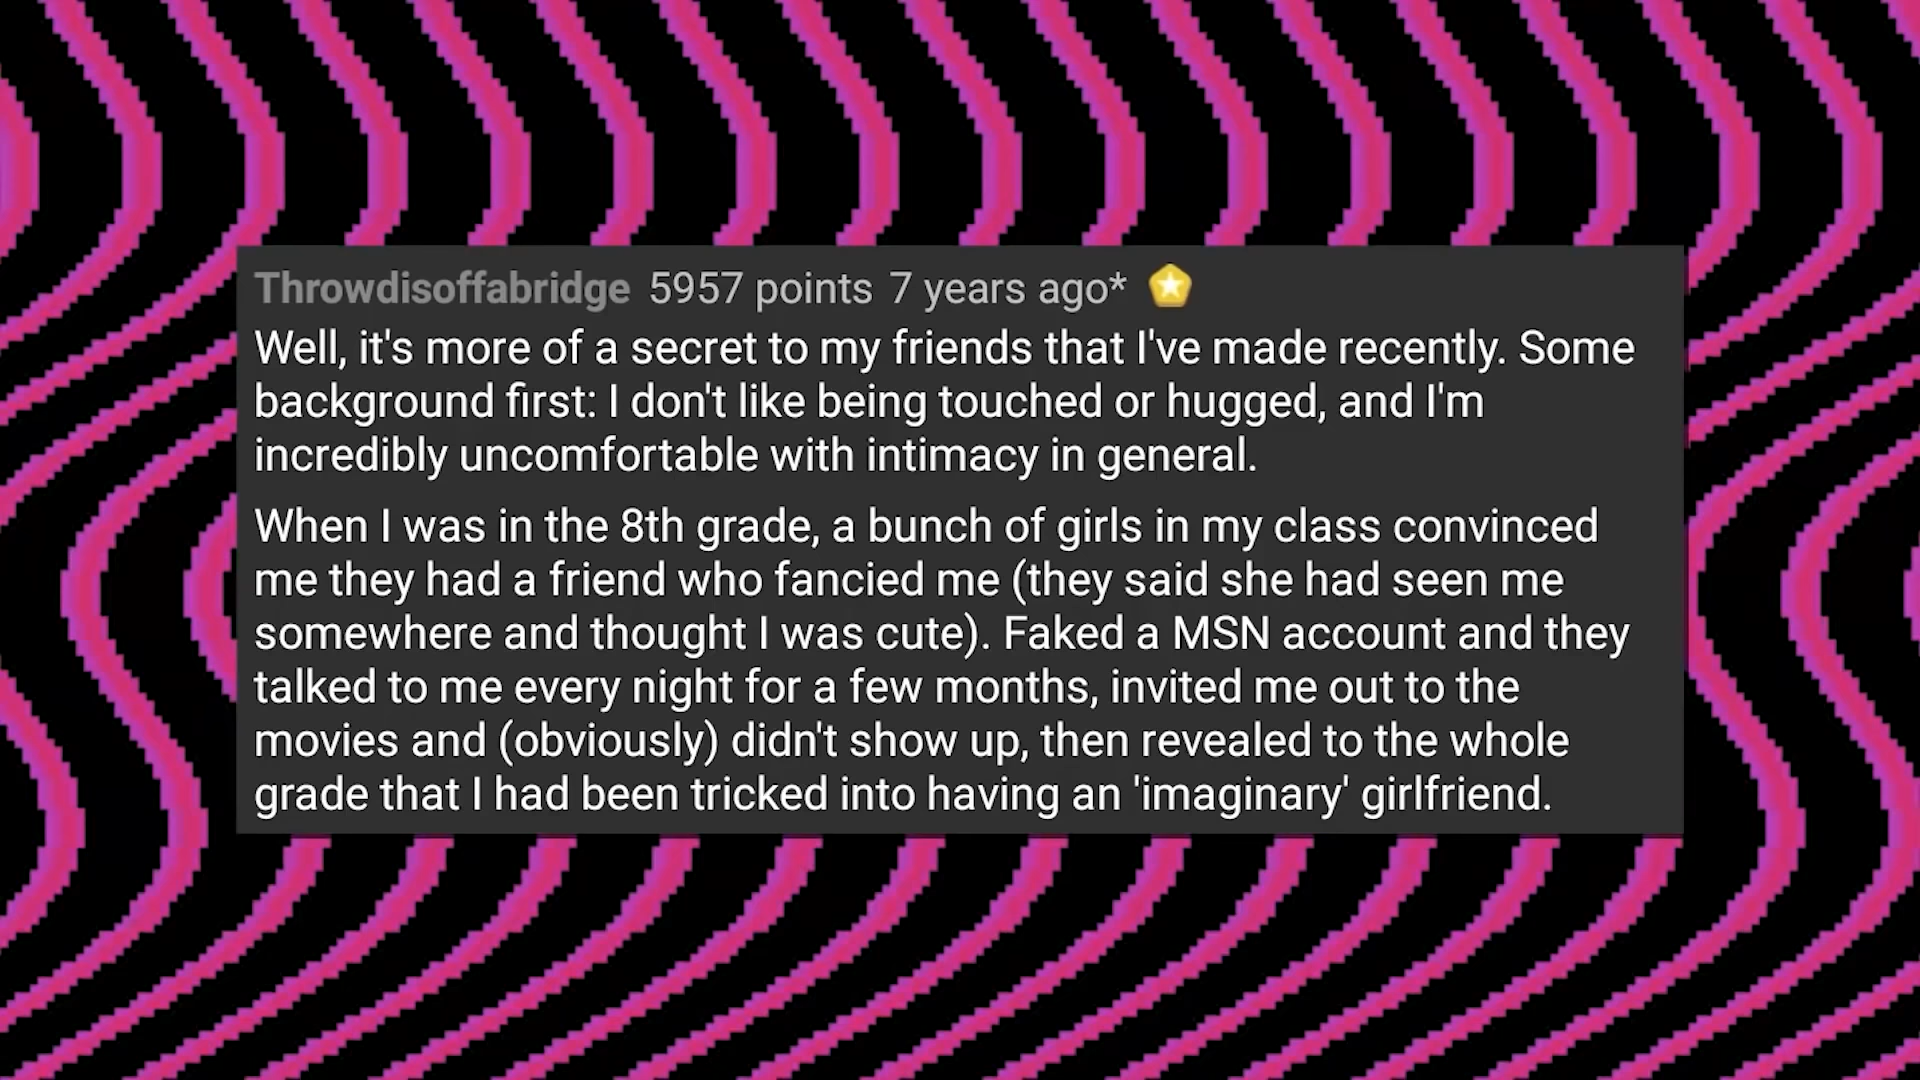 Throwdisoffabridge 5957 points 7 years ago*
Well, it's more of a secret to my friends that I've made recently. Some
background first: I don't like being touched or hugged, and I'm
incredibly uncomfortable with intimacy in general.
When I was in the 8th grade, a bunch of girls in my class convinced
me they had a friend who fancied me (they said she had seen me
somewhere and thought I was cute). Faked a MSN account and they
talked to me every night for a few months, invited me out to the
movies and (obviously) didn't show up, then revealed to the whole
grade that I had been tricked into having an 'imaginary' girlfriend.